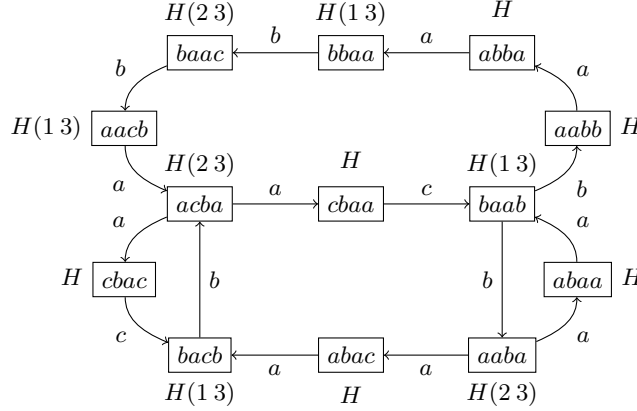 H(2 3) H(1 3) H
baac b bbaa a abba
b a
H(1 3) aacb aabb H
H(2 3) H H(1 3)
a b
acba a cbaa c baab
a a
H cbac b b abaa H
c a
bacb a abac a aaba
H(1 3) H H(2 3)